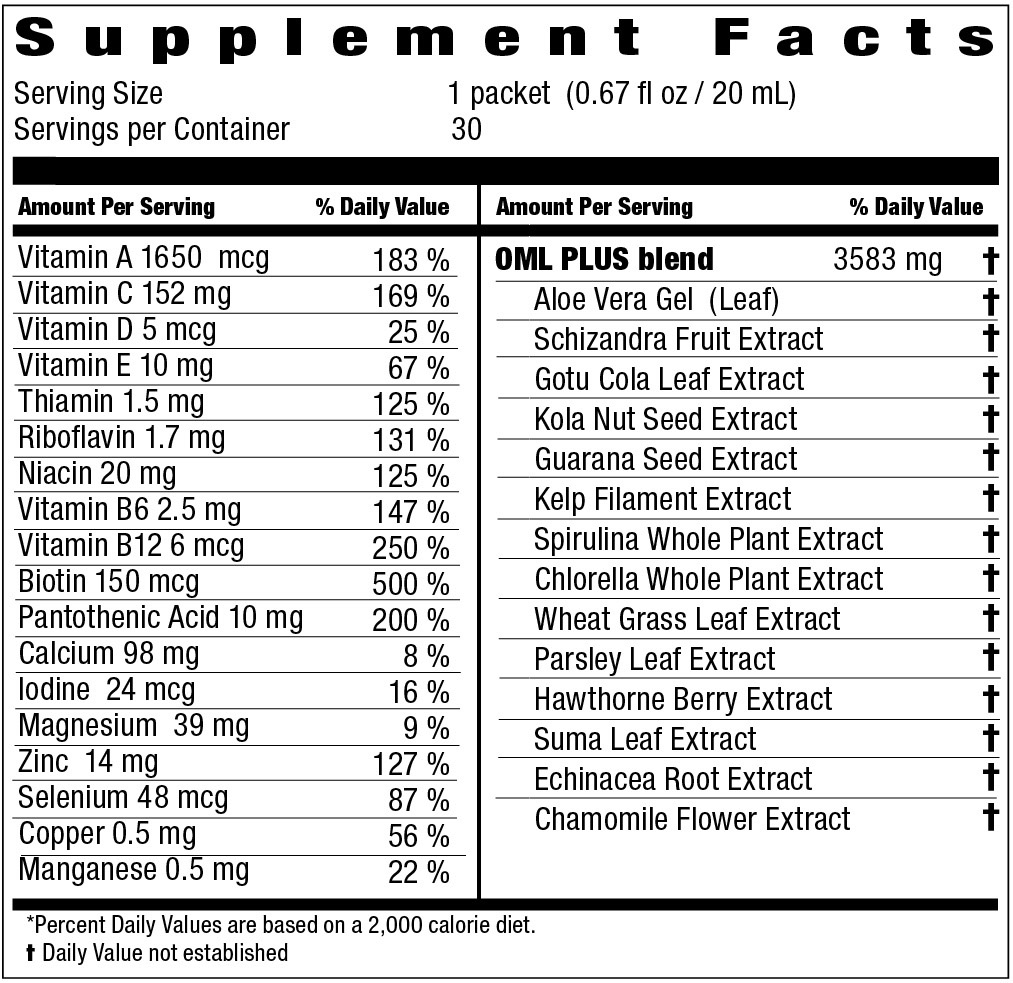 Supplement Facts
Serving Size 1 packet (0.67 fl oz / 20 mL)
Servings per Container 30
Amount Per Serving % Daily Value
Vitamin A 1650 mcg 183 %
Vitamin C 152 mg 169 %
Vitamin D 5 mcg 25 %
Vitamin E 10 mg 67 %
Thiamin 1.5 mg 125 %
Riboflavin 1.7 mg 131 %
Niacin 20 mg 125 %
Vitamin B6 2.5 mg 147 %
Vitamin B12 6 mcg 250 %
Biotin 150 mcg 500 %
Pantothenic Acid 10 mg 200 %
Calcium 98 mg 8 %
Iodine 24 mcg 16 %
Magnesium 39 mg 9 %
Zinc 14 mg 127 %
Selenium 48 mcg 87 %
Copper 0.5 mg 56 %
Manganese 0.5 mg 22 %
Amount Per Serving % Daily Value
OML PLUS blend 3583 mg †
Aloe Vera Gel (Leaf) †
Schizandra Fruit Extract †
Gotu Cola Leaf Extract †
Kola Nut Seed Extract †
Guarana Seed Extract †
Kelp Filament Extract †
Spirulina Whole Plant Extract †
Chlorella Whole Plant Extract †
Wheat Grass Leaf Extract †
Parsley Leaf Extract †
Hawthorne Berry Extract †
Suma Leaf Extract †
Echinacea Root Extract †
Chamomile Flower Extract †
*Percent Daily Values are based on a 2,000 calorie diet.
† Daily Value not established